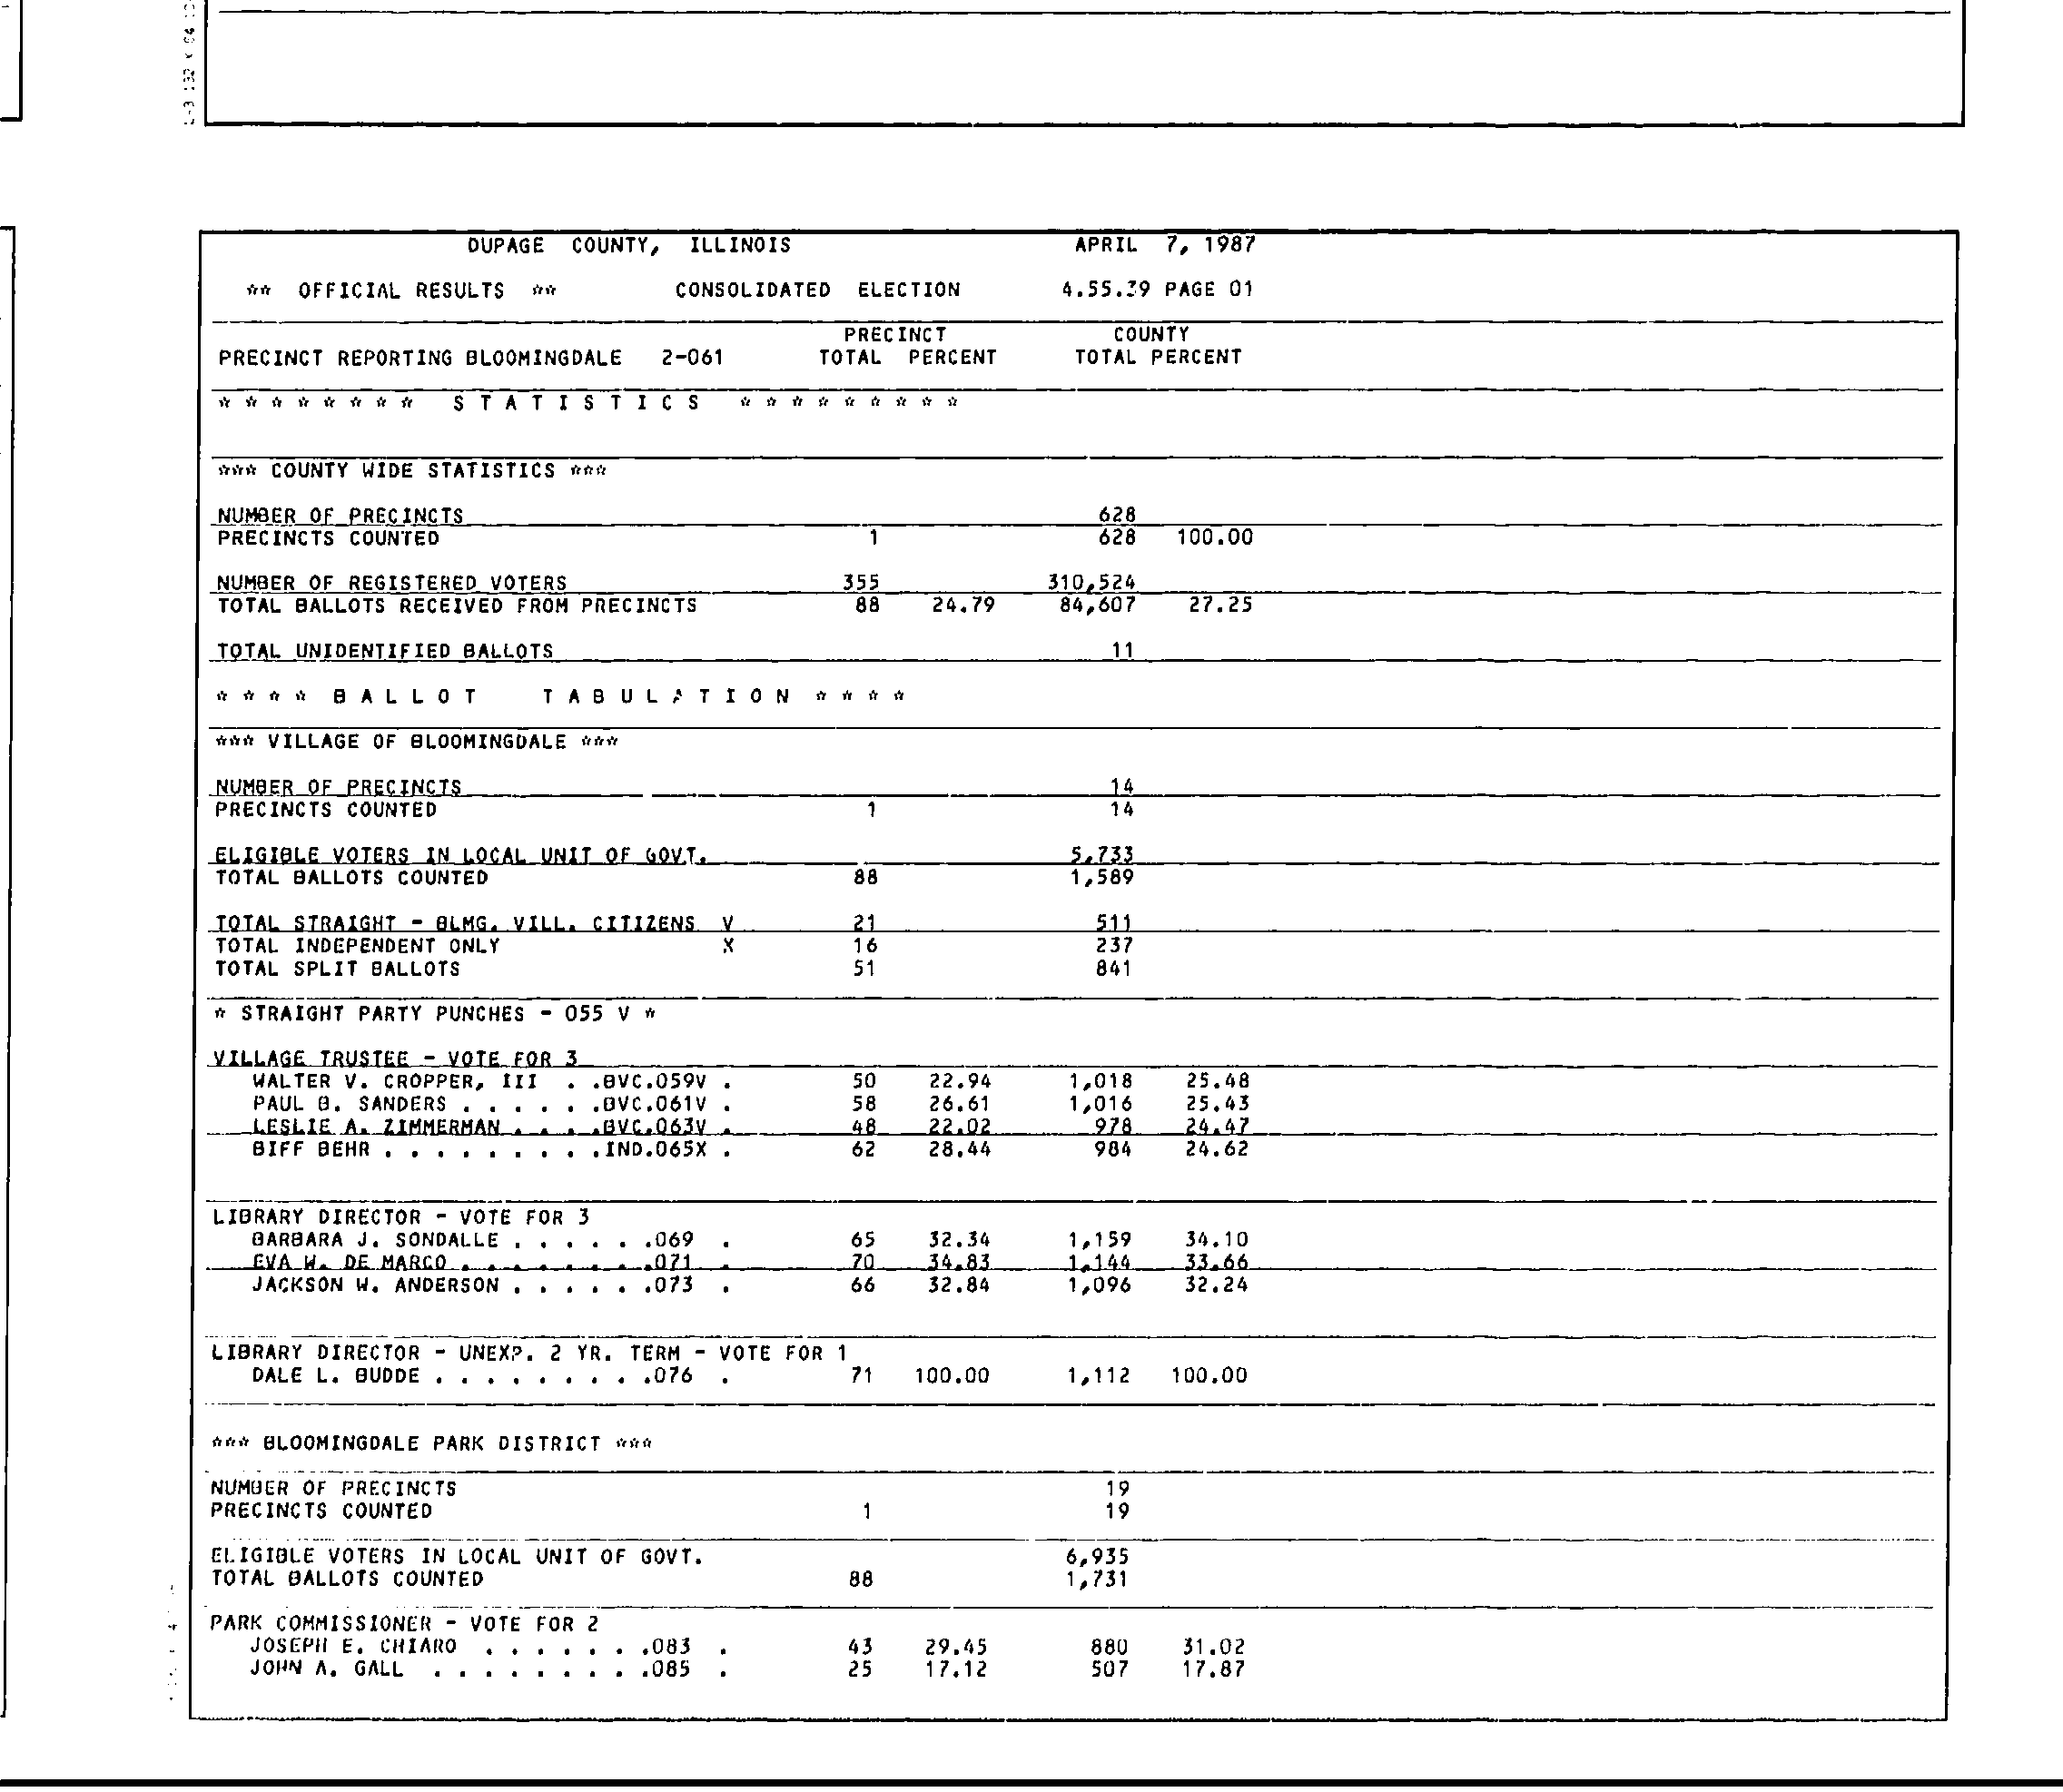 DUPAGE COUNTY, ILLINOIS APRIL 7, 1987
** OFFICIAL RESULTS ** CONSOLIDATED ELECTION 4.55.39 PAGE 01
PRECINCT COUNTY
PRECINCT REPORTING BLOOMINGDALE 2-061 TOTAL PERCENT TOTAL PERCENT
* * * * * * * * S T A T I S T I C S * * * * * * * * *
*** COUNTY WIDE STATISTICS ***
NUMBER OF PRECINCTS 628
PRECINCTS COUNTED 1 628 100.00
NUMBER OF REGISTERED VOTERS 355 310,524
TOTAL BALLOTS RECEIVED FROM PRECINCTS 88 24.79 84,607 27.25
TOTAL UNIDENTIFIED BALLOTS 11
* * * * B A L L O T T A B U L A T I O N * * * *
*** VILLAGE OF BLOOMINGDALE ***
NUMBER OF PRECINCTS 14
PRECINCTS COUNTED 1 14
ELIGIBLE VOTERS IN LOCAL UNIT OF GOVT. 5,733
TOTAL BALLOTS COUNTED 88 1,589
TOTAL STRAIGHT - BLMG. VILL. CITIZENS V 21 511
TOTAL INDEPENDENT ONLY X 16 237
TOTAL SPLIT BALLOTS 51 841
* STRAIGHT PARTY PUNCHES - 055 V *
VILLAGE TRUSTEE - VOTE FOR 3
WALTER V. CROPPER, III . .BVC.059V . 50 22.94 1,018 25.48
PAUL B. SANDERS . . . . . .BVC.061V . 58 26.61 1,016 25.43
LESLIE A. ZIMMERMAN . . . .BVC.063V . 48 22.02 978 24.47
BIFF BEHR . . . . . . . . .IND.065X . 62 28.44 984 24.62
LIBRARY DIRECTOR - VOTE FOR 3
BARBARA J. SONDALLE . . . . . .069 . 65 32.34 1,159 34.10
EVA W. DE MARCO . . . . . . . .071 . 70 34.83 1,144 33.66
JACKSON W. ANDERSON . . . . . .073 . 66 32.84 1,096 32.24
LIBRARY DIRECTOR - UNEXP. 2 YR. TERM - VOTE FOR 1
DALE L. BUDDE . . . . . . . . .076 . 71 100.00 1,112 100.00
*** BLOOMINGDALE PARK DISTRICT ***
NUMBER OF PRECINCTS 19
PRECINCTS COUNTED 1 19
ELIGIBLE VOTERS IN LOCAL UNIT OF GOVT. 6,935
TOTAL BALLOTS COUNTED 88 1,731
PARK COMMISSIONER - VOTE FOR 2
JOSEPH E. CHIARO . . . . . . .083 . 43 29.45 880 31.02
JOHN A. GALL . . . . . . . . .085 . 25 17.12 507 17.87